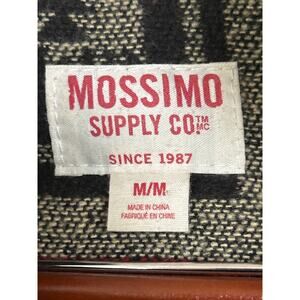 MOSSIMO
SUPPLY CO.™ MC
SINCE 1987
M/M
MADE IN CHINA
FABRIQUÉ EN CHINE